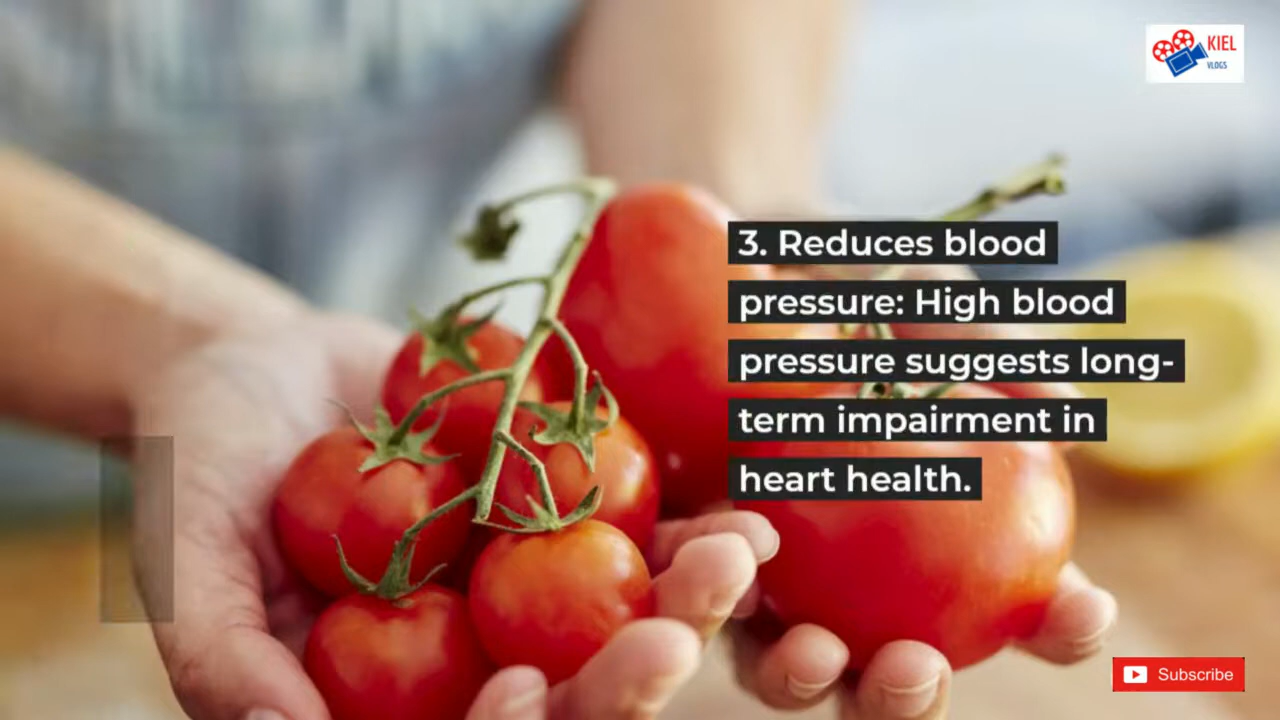 KIEL
VLOGS
3. Reduces blood
pressure: High blood
pressure suggests long-
term impairment in
heart health.
Subscribe